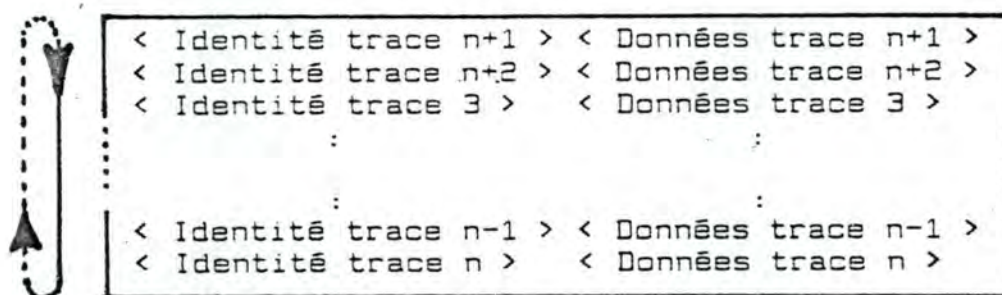 < Identité trace n+1 > < Données trace n+1 >
< Identité trace n+2 > < Données trace n+2 >
< Identité trace 3 > < Données trace 3 >
: :
: :
< Identité trace n-1 > < Données trace n-1 >
< Identité trace n > < Données trace n >